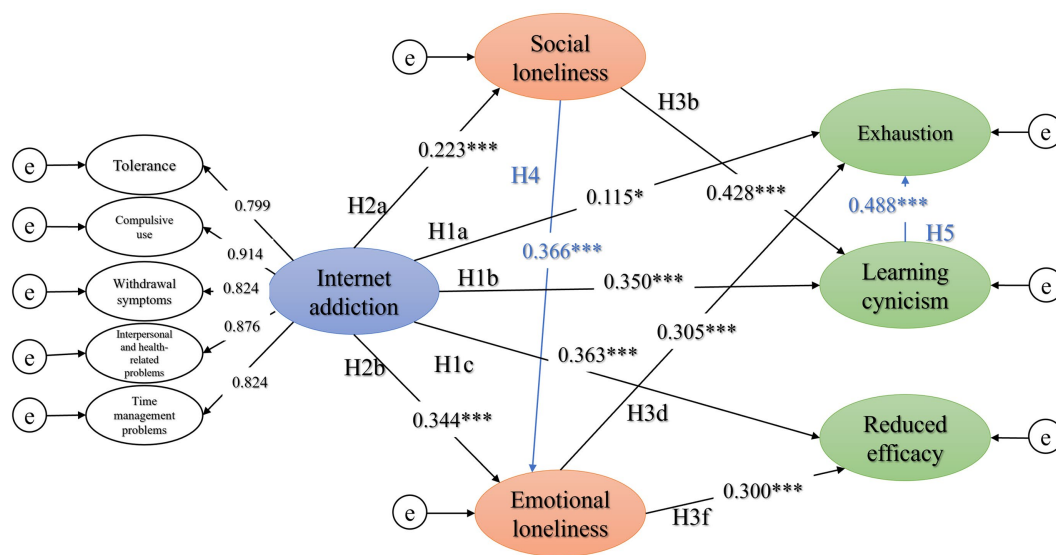 Social
loneliness
e
H3b
Exhaustion
e
e
Tolerance
0.223***
H4
0.428***
0.488***
0.799
H2a
0.115*
Compulsive
use
e
H1a
H5
0.914
0.366***
Internet
addiction
H1b
0.350***
Learning
cynicism
e
Withdrawal
symptoms
e
0.824
0.876
0.305***
Interpersonal and health-
related
problems
e
H2b
H1c
0.363***
0.824
Time
management
problems
e
0.344***
H3d
Reduced
efficacy
e
Emotional
loneliness
e
0.300***
H3f